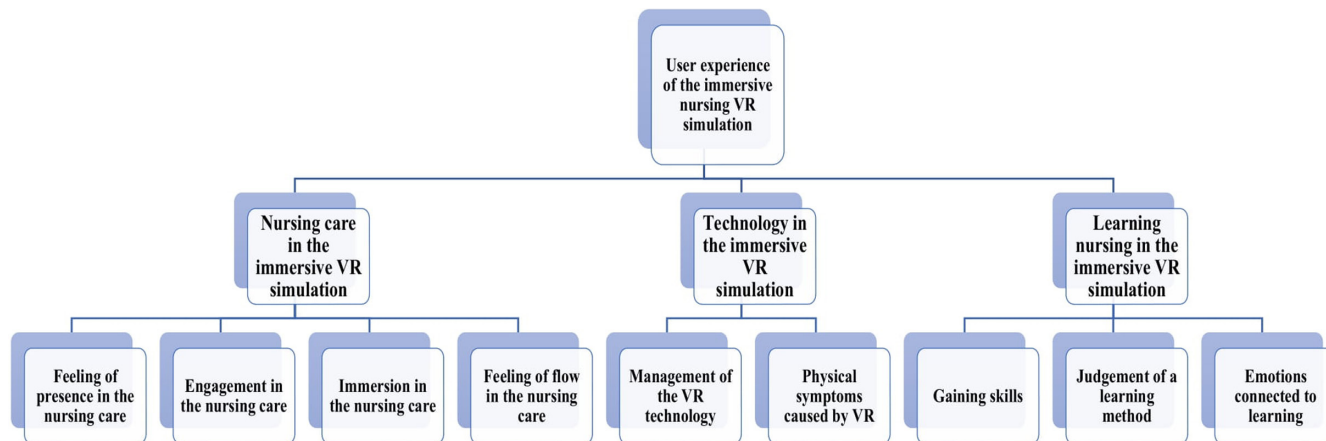 User experience
of the immersive
nursing VR
simulation
Nursing care
in the
immersive VR
simulation
Technology in
the immersive
VR
simulation
Learning
nursing in the
immersive VR
simulation
Feeling of
presence in the
nursing care
Engagement in
the nursing care
Immersion in
the nursing care
Feeling of flow
in the nursing
care
Management of
the VR
technology
Physical
symptoms
caused by VR
Gaining skills
Judgement of a
learning
method
Emotions
connected to
learning